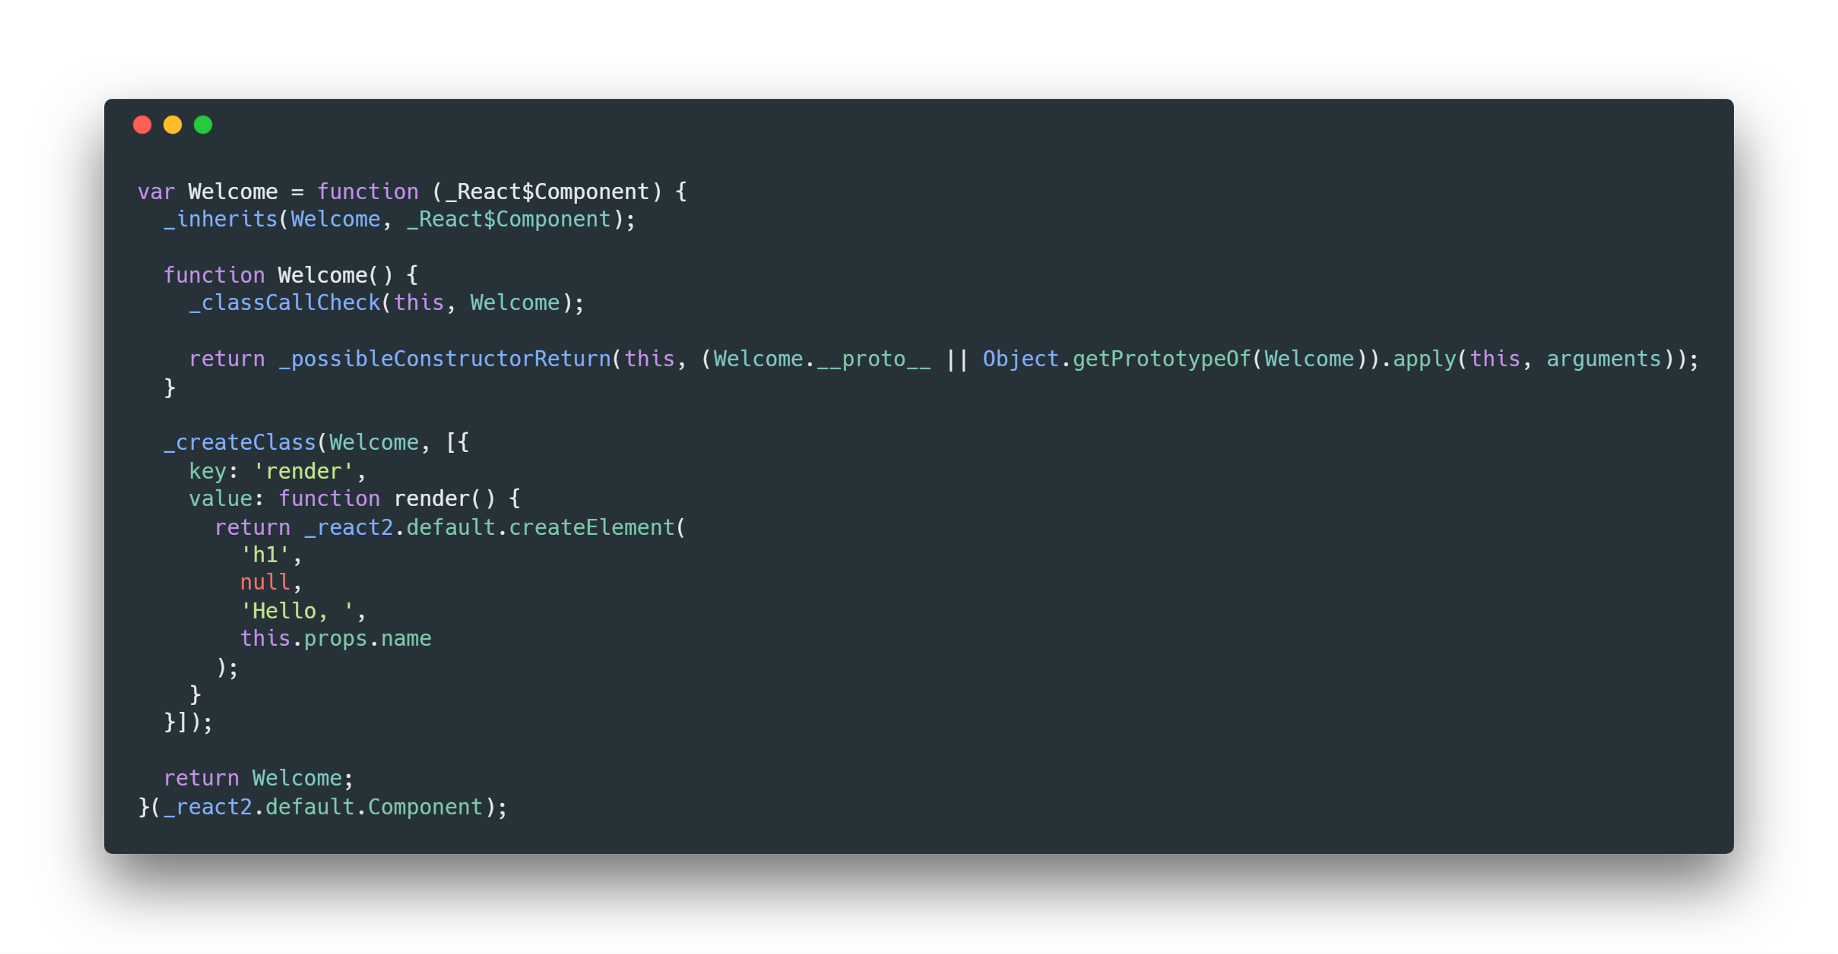 var Welcome = function (_React$Component) {
  _inherits(Welcome, _React$Component);

  function Welcome() {
    _classCallCheck(this, Welcome);

    return _possibleConstructorReturn(this, (Welcome.__proto__ || Object.getPrototypeOf(Welcome)).apply(this, arguments));
  }

  _createClass(Welcome, [{
    key: 'render',
    value: function render() {
      return _react2.default.createElement(
        'h1',
        null,
        'Hello, ',
        this.props.name
      );
    }
  }]);

  return Welcome;
}(_react2.default.Component);